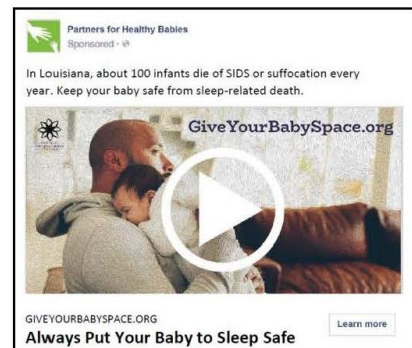 Partners for Healthy Babies
Sponsored ·
In Louisiana, about 100 infants die of SIDS or suffocation every
year. Keep your baby safe from sleep-related death.
GiveYourBabySpace.org
GIVEYOURBABYSPACE.ORG
Learn more
Always Put Your Baby to Sleep Safe